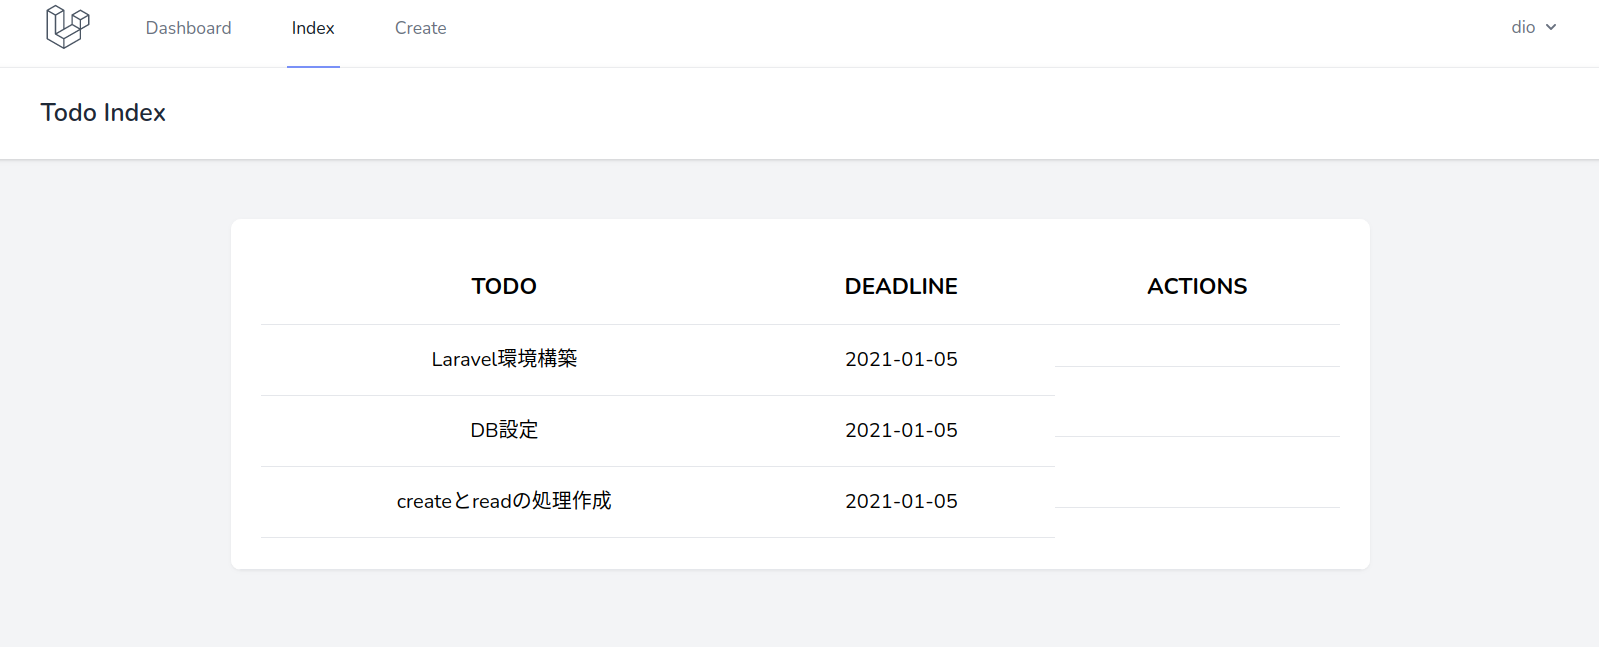 Dashboard Index Create dio
Todo Index
TODO DEADLINE ACTIONS
Laravel環境構築 2021-01-05
DB設定 2021-01-05
createとreadの処理作成 2021-01-05